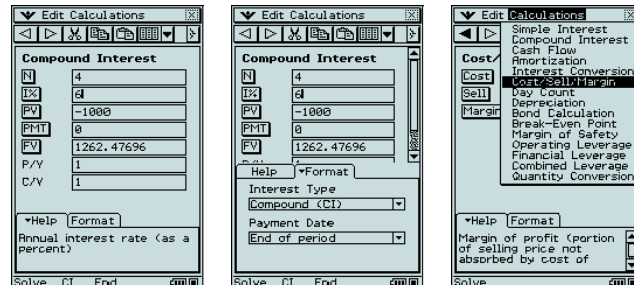 Edit Calculations
Compound Interest
N 4
I% 6
PV -1000
PMT 0
FV 1262.47696
P/Y 1
C/Y 1
Help Format
Annual interest rate (as a percent)
Solve CI End
Edit Calculations
Compound Interest
N 4
I% 6
PV -1000
PMT 0
FV 1262.47696
Help Format
Interest Type
Compound (CI)
Payment Date
End of period
Solve CI End
Edit Calculations
Simple Interest
Compound Interest
Cash Flow
Amortization
Interest Conversion
Cost/Sell/Margin
Day Count
Depreciation
Bond Calculation
Break-Even Point
Margin of Safety
Operating Leverage
Financial Leverage
Combined Leverage
Quantity Conversion
Cost/
Cost
Sell
Margin
Help Format
Margin of profit (portion
of selling price not
absorbed by cost of
Solve